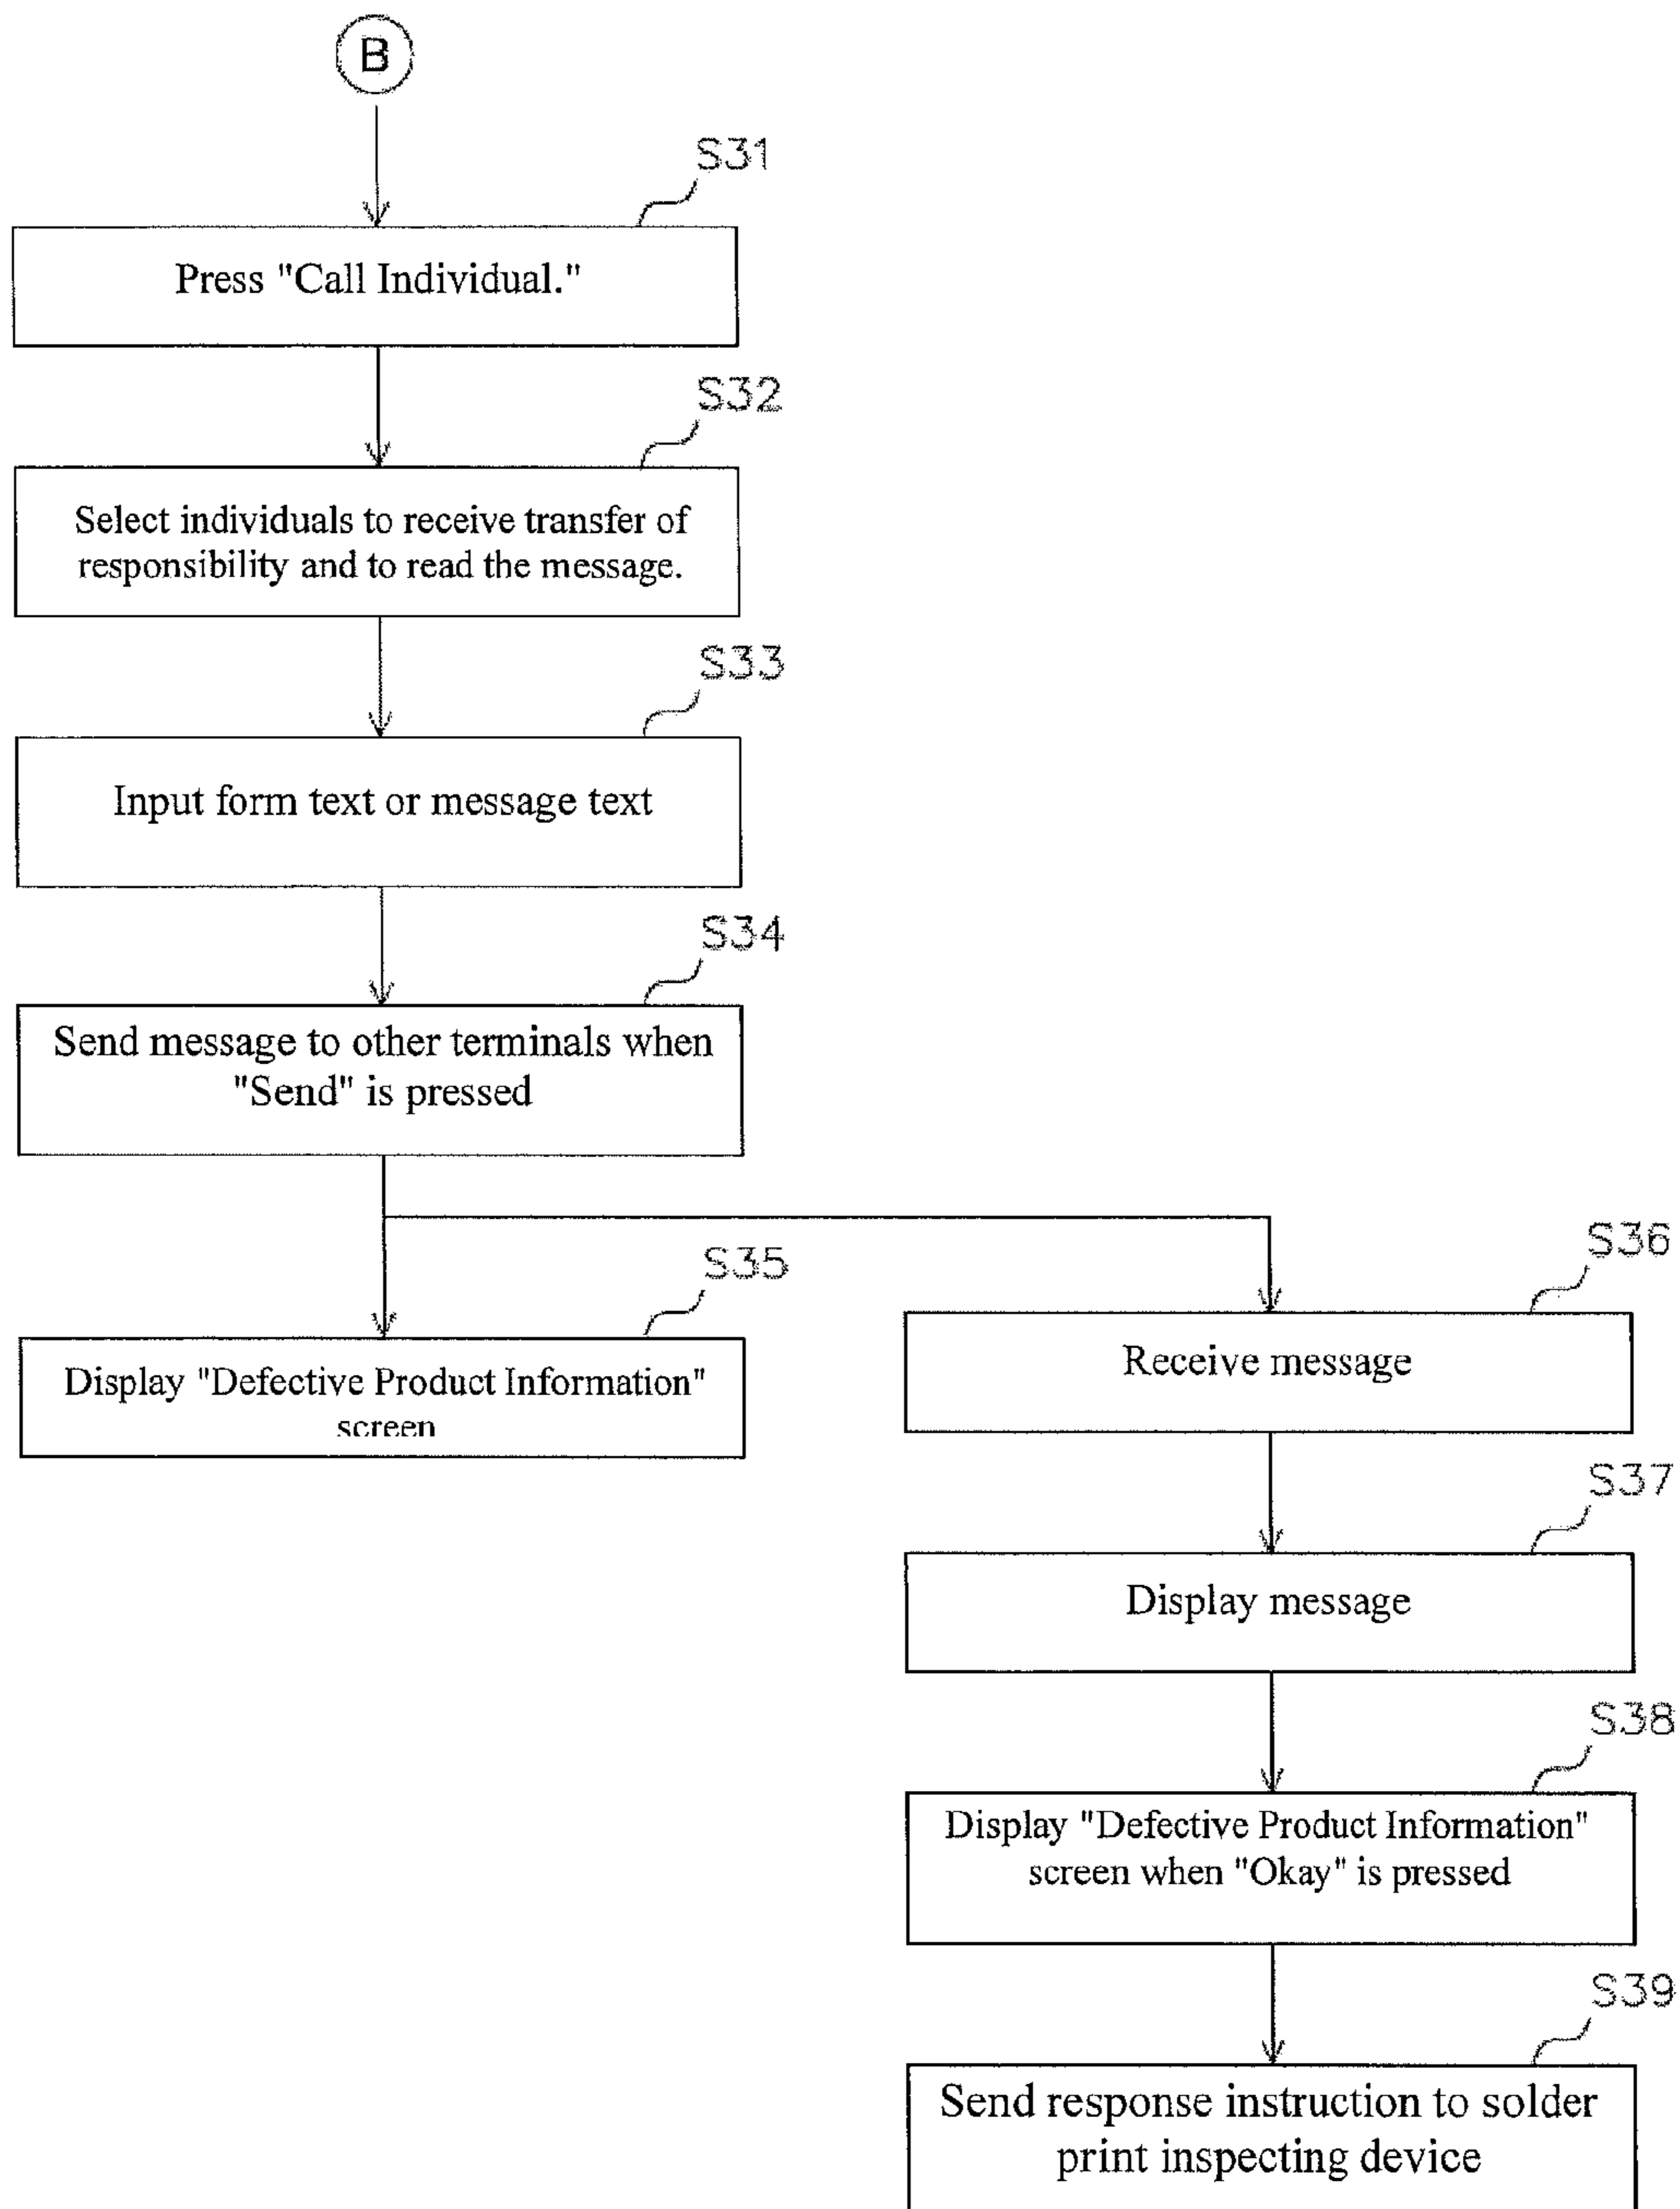 B
S31
Press "Call Individual."
S32
Select individuals to receive transfer of
responsibility and to read the message.
S33
Input form text or message text
S34
Send message to other terminals when
"Send" is pressed
S35
Display "Defective Product Information"
screen
S36
Receive message
S37
Display message
S38
Display "Defective Product Information"
screen when "Okay" is pressed
S39
Send response instruction to solder
print inspecting device